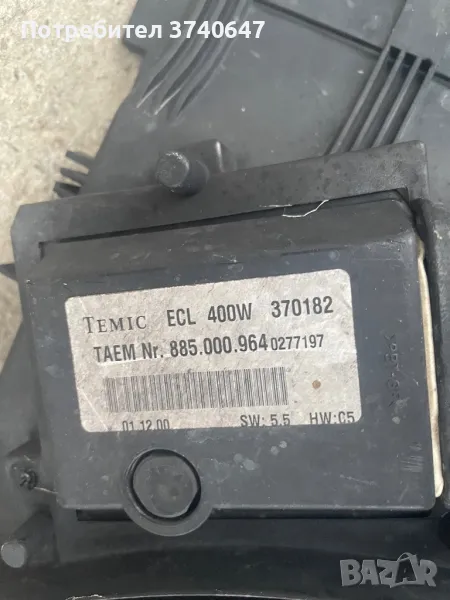 Потребител 3740647
TEMIC ECL 400W 370182
TAEM Nr. 885.000.964 0277197
01.12.00 SW: 5.5 HW: C5
BAZAR